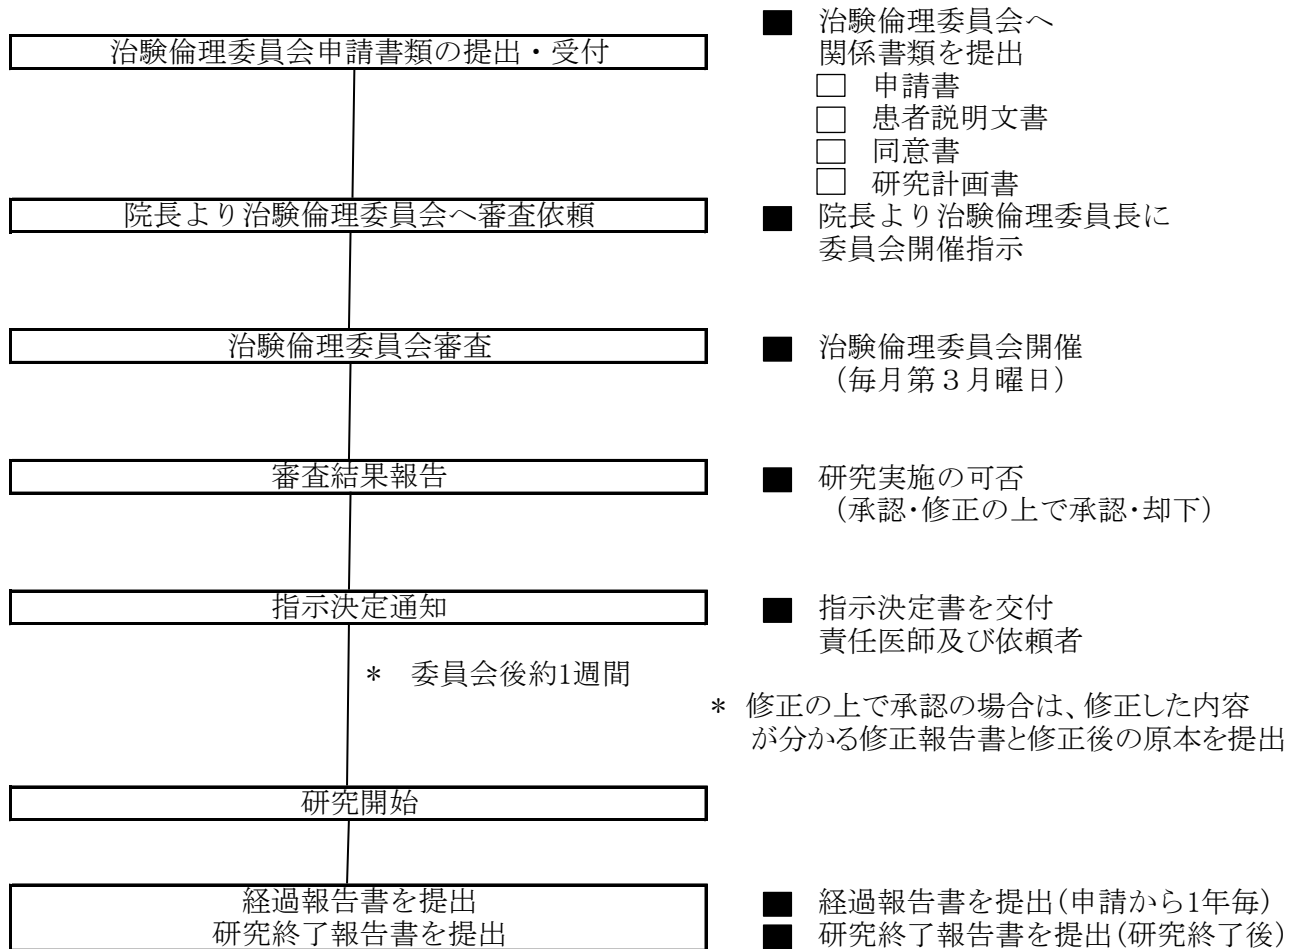 治験倫理委員会申請書類の提出・受付
■ 治験倫理委員会へ
関係書類を提出
□ 申請書
□ 患者説明文書
□ 同意書
□ 研究計画書
院長より治験倫理委員会へ審査依頼
■ 院長より治験倫理委員長に
委員会開催指示
治験倫理委員会審査
■ 治験倫理委員会開催
（毎月第３月曜日）
審査結果報告
■ 研究実施の可否
（承認・修正の上で承認・却下）
指示決定通知
■ 指示決定書を交付
責任医師及び依頼者
* 委員会後約1週間
* 修正の上で承認の場合は、修正した内容
が分かる修正報告書と修正後の原本を提出
研究開始
経過報告書を提出
研究終了報告書を提出
■ 経過報告書を提出（申請から1年毎）
■ 研究終了報告書を提出（研究終了後）